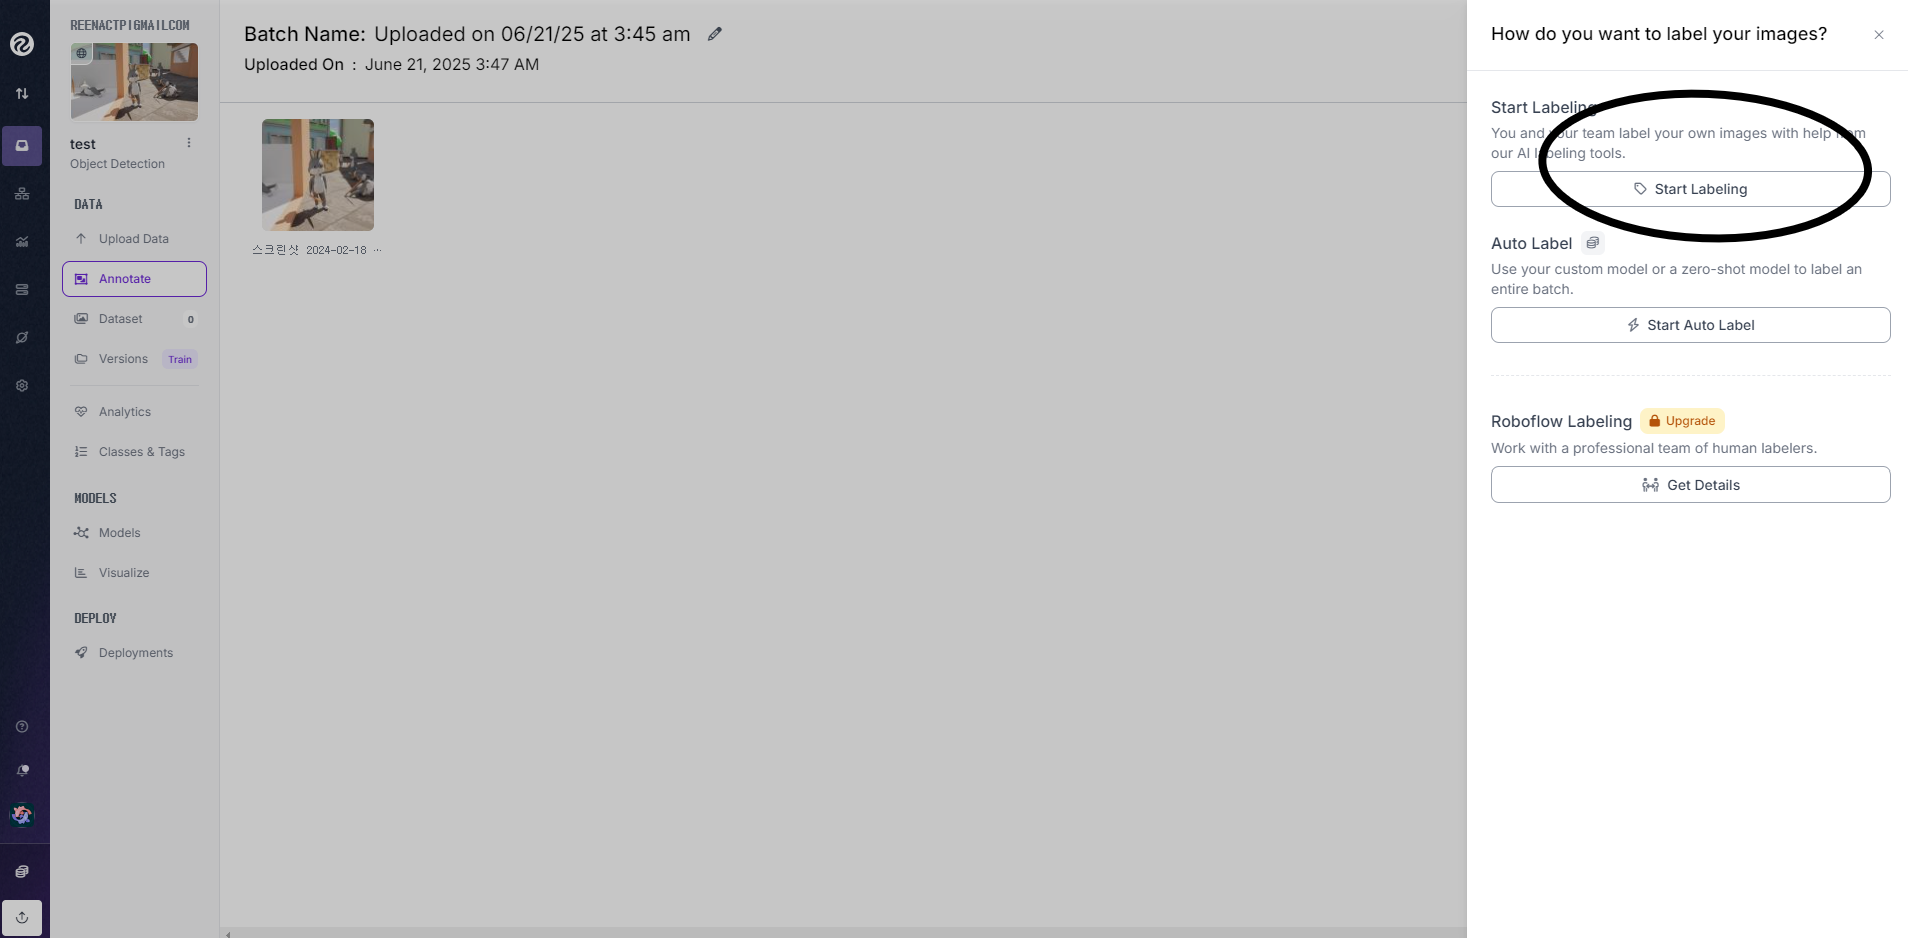 REENACTPIGMAILCOM
test
Object Detection
DATA
Upload Data
Annotate
Dataset 0
Versions Train
Analytics
Classes & Tags
MODELS
Models
Visualize
DEPLOY
Deployments
Batch Name: Uploaded on 06/21/25 at 3:45 am
Uploaded On : June 21, 2025 3:47 AM
스크린샷 2024-02-18 ...
How do you want to label your images?
Start Labeling
You and your team label your own images with help from
our AI labeling tools.
Start Labeling
Auto Label
Use your custom model or a zero-shot model to label an
entire batch.
Start Auto Label
Roboflow Labeling Upgrade
Work with a professional team of human labelers.
Get Details